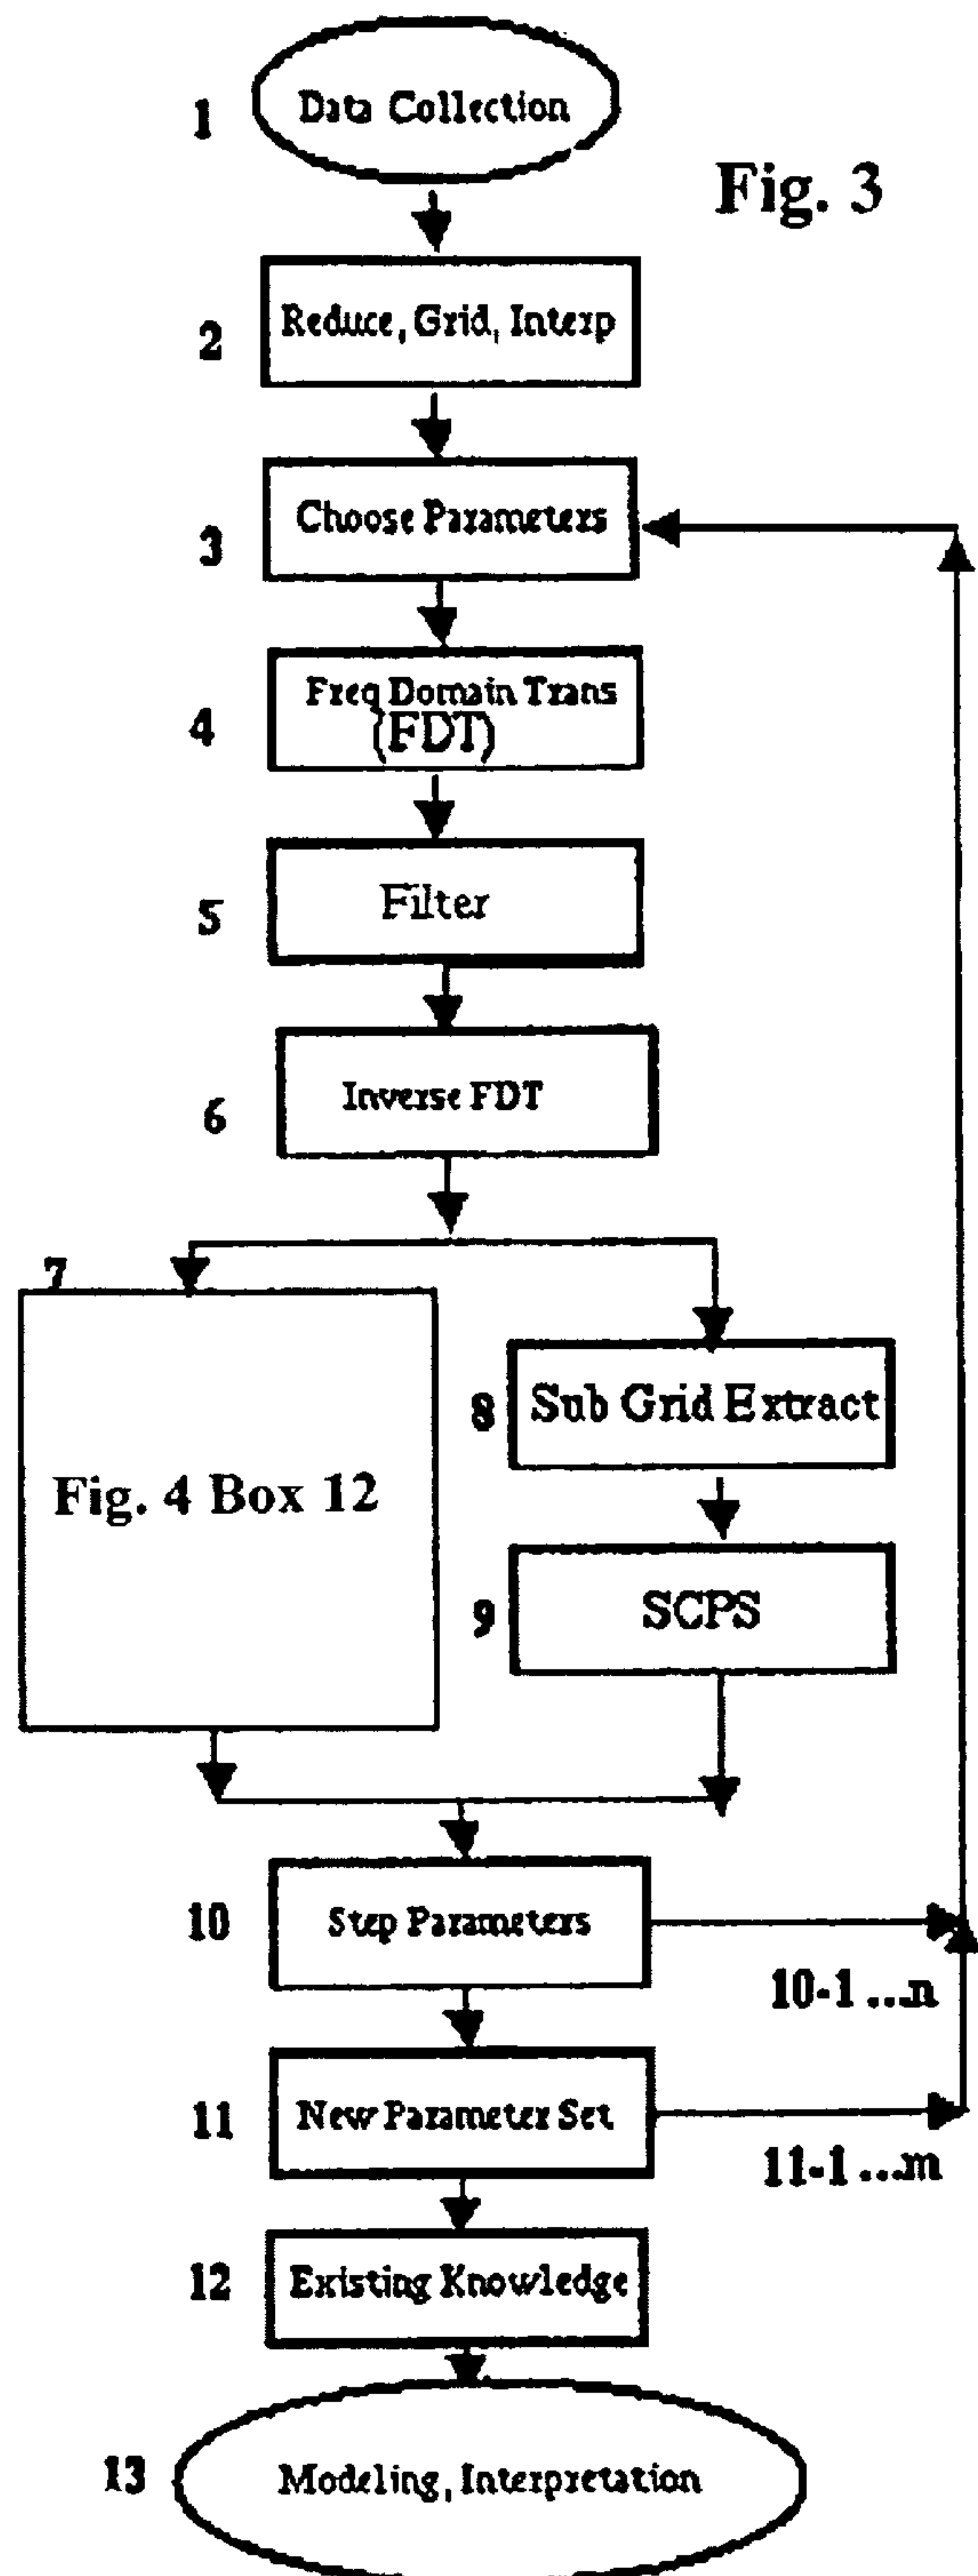 1
Data Collection
Fig. 3
2
Reduce, Grid, Interp
3
Choose Parameters
4
Freq Domain Trans
(FDT)
5
Filter
6
Inverse FDT
7
Fig. 4 Box 12
8
Sub Grid Extract
9
SCPS
10
Step Parameters
10-1 ...n
11
New Parameter Set
11-1 ...m
12
Existing Knowledge
13
Modeling, Interpretation